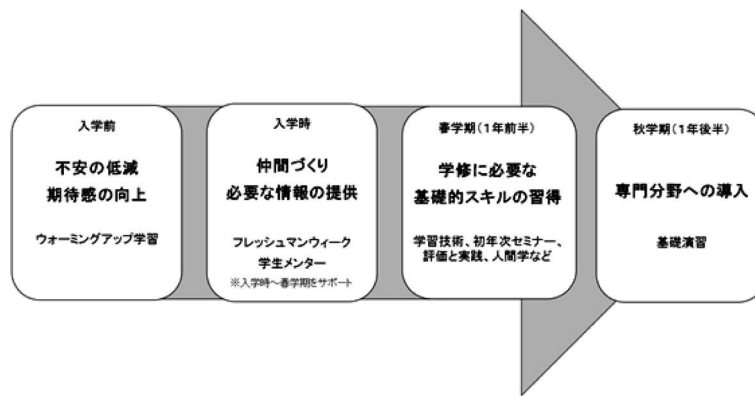 入学前
不安の低減
期待感の向上
ウォーミングアップ学習
入学時
仲間づくり
必要な情報の提供
フレッシュマンウィーク
学生メンター
※入学時～春学期をサポート
春学期(1年前半)
学修に必要な
基礎的スキルの習得
学習技術、初年次セミナー、
評価と実践、人間学など
秋学期(1年後半)
専門分野への導入
基礎演習